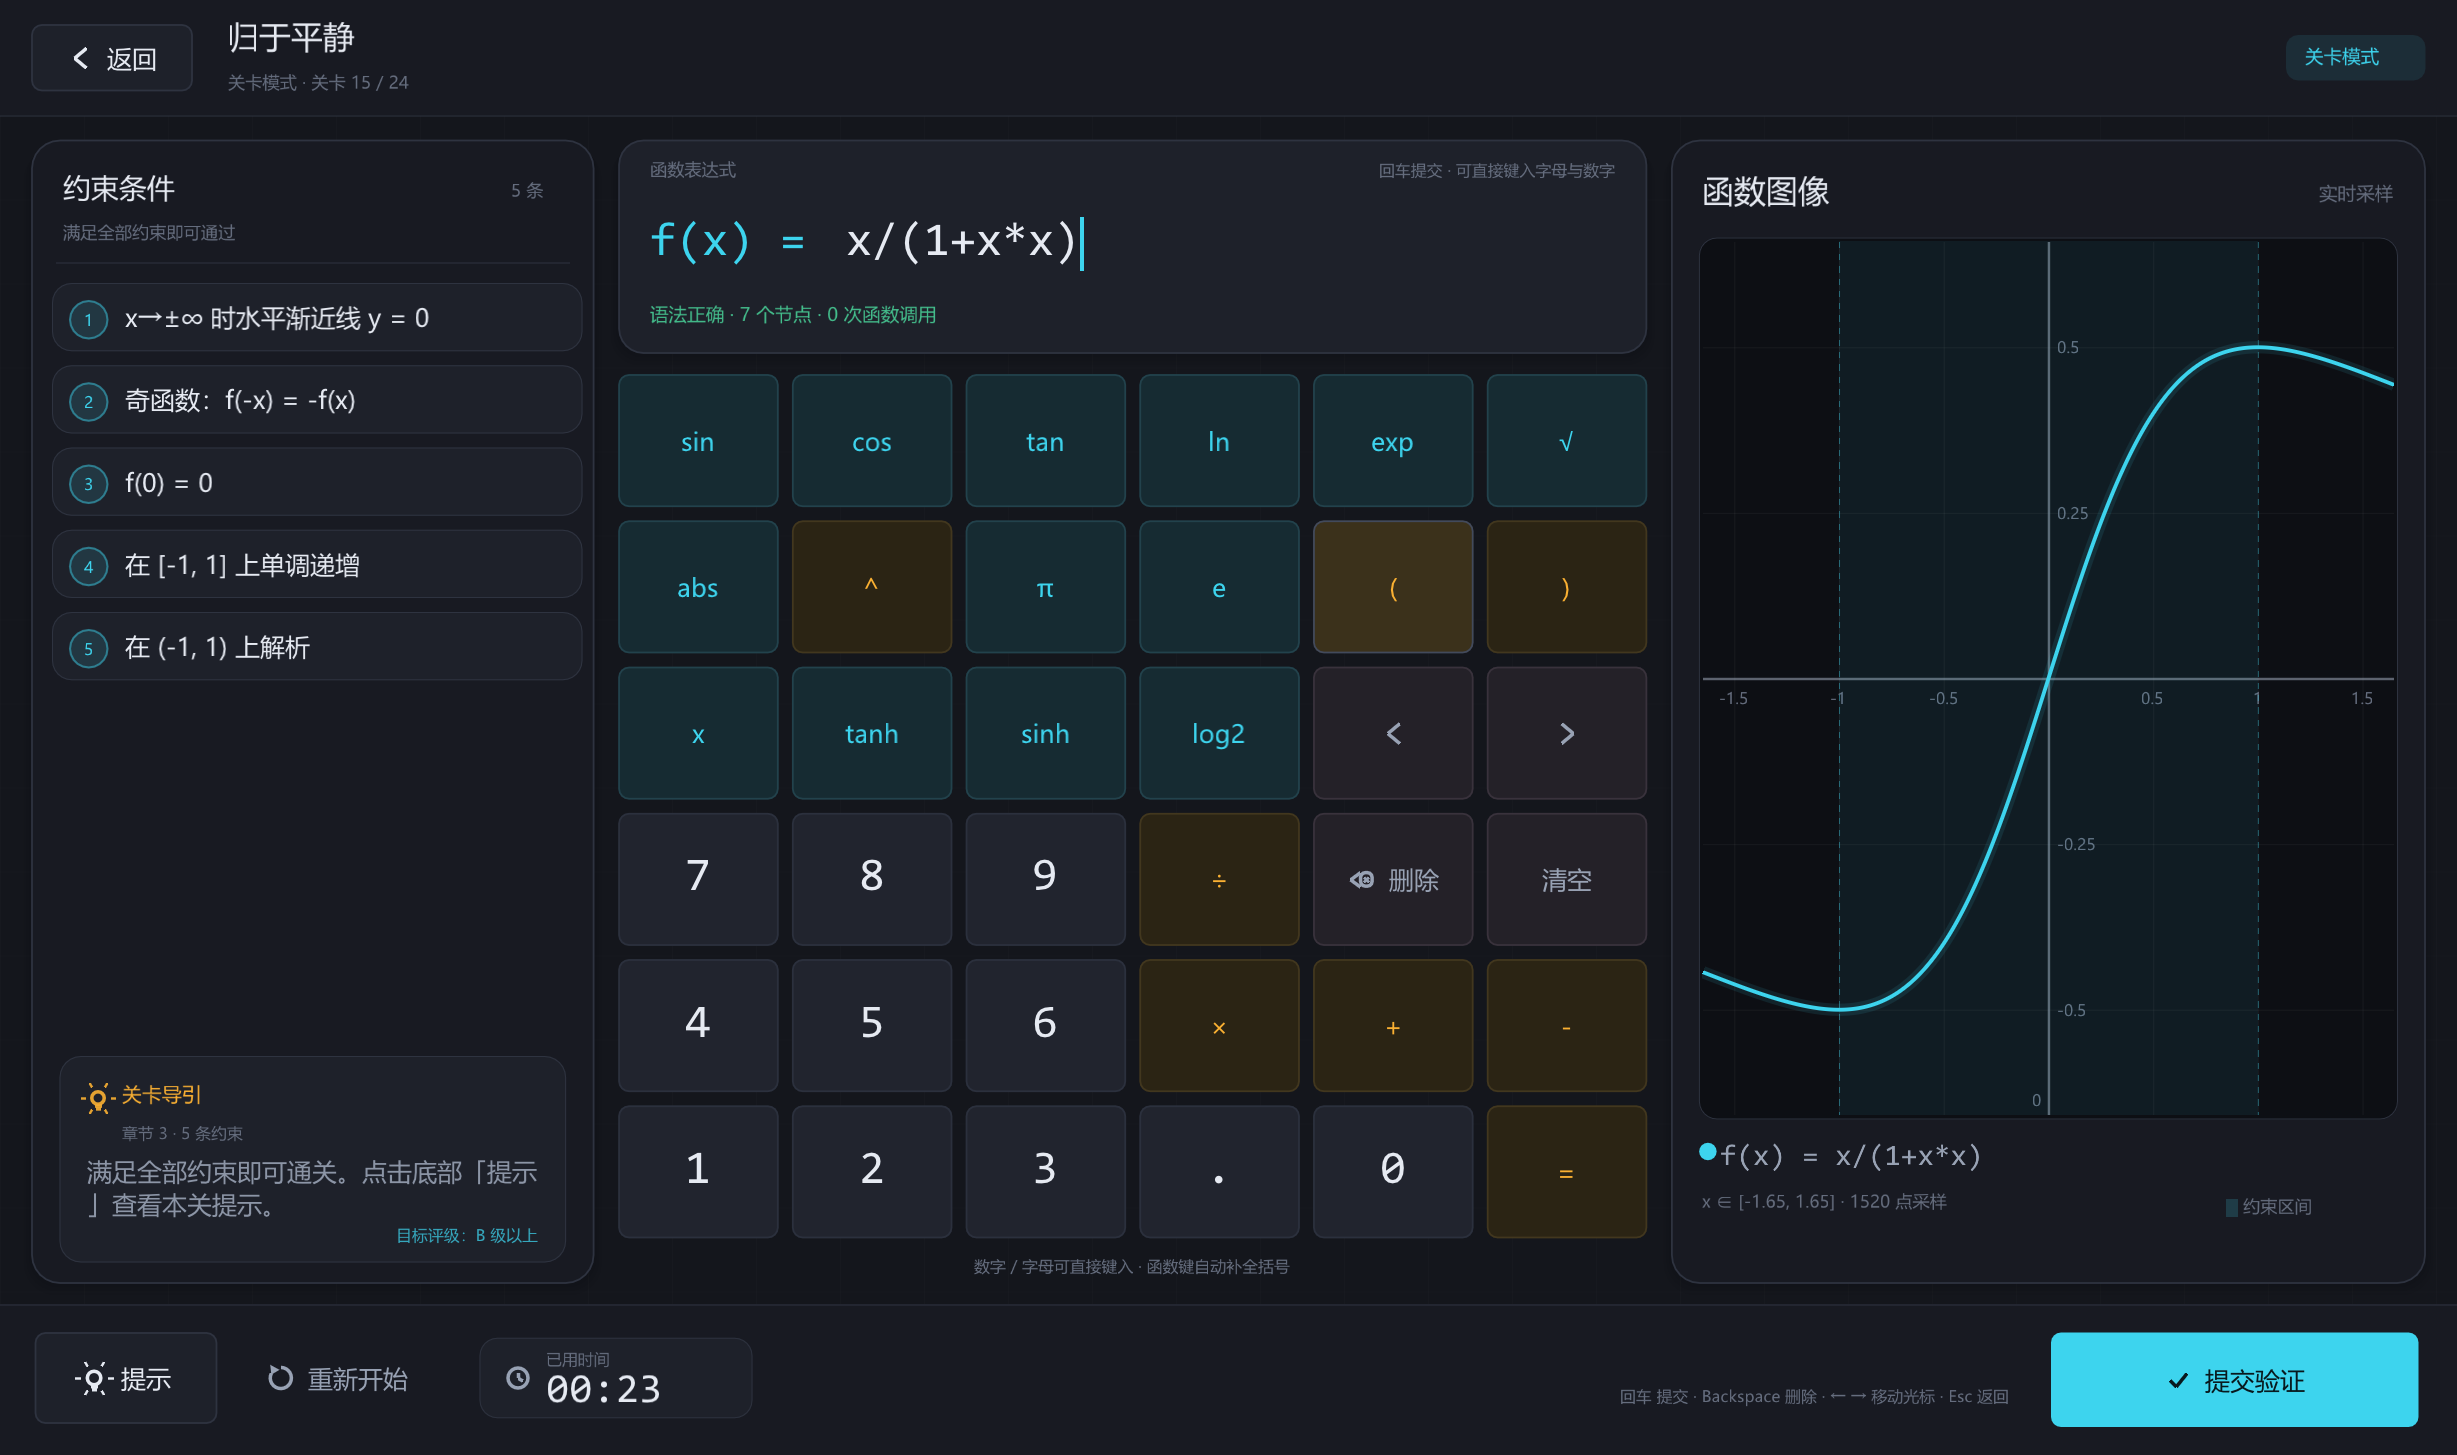 返回
归于平静
关卡模式 · 关卡 15 / 24
关卡模式
约束条件
5 条
满足全部约束即可通过
1 x→±∞ 时水平渐近线 y = 0
2 奇函数：f(-x) = -f(x)
3 f(0) = 0
4 在 [-1, 1] 上单调递增
5 在 (-1, 1) 上解析
关卡导引
章节 3 · 5 条约束
满足全部约束即可通关。点击底部「提示
」查看本关提示。
目标评级：B 级以上
函数表达式
回车提交 · 可直接键入字母与数字
f(x) = x/(1+x*x)
语法正确 · 7 个节点 · 0 次函数调用
sin cos tan ln exp √
abs ^ π e ( )
x tanh sinh log2 < >
7 8 9 ÷ 删除 清空
4 5 6 × + -
1 2 3 . 0 =
数字 / 字母可直接键入 · 函数键自动补全括号
函数图像
实时采样
0.5
0.25
-1.5 -1 -0.5 0.5 1 1.5
-0.25
-0.5
0
f(x) = x/(1+x*x)
x ∈ [-1.65, 1.65] · 1520 点采样
约束区间
提示
重新开始
已用时间
00:23
回车 提交 · Backspace 删除 · ← → 移动光标 · Esc 返回
提交验证